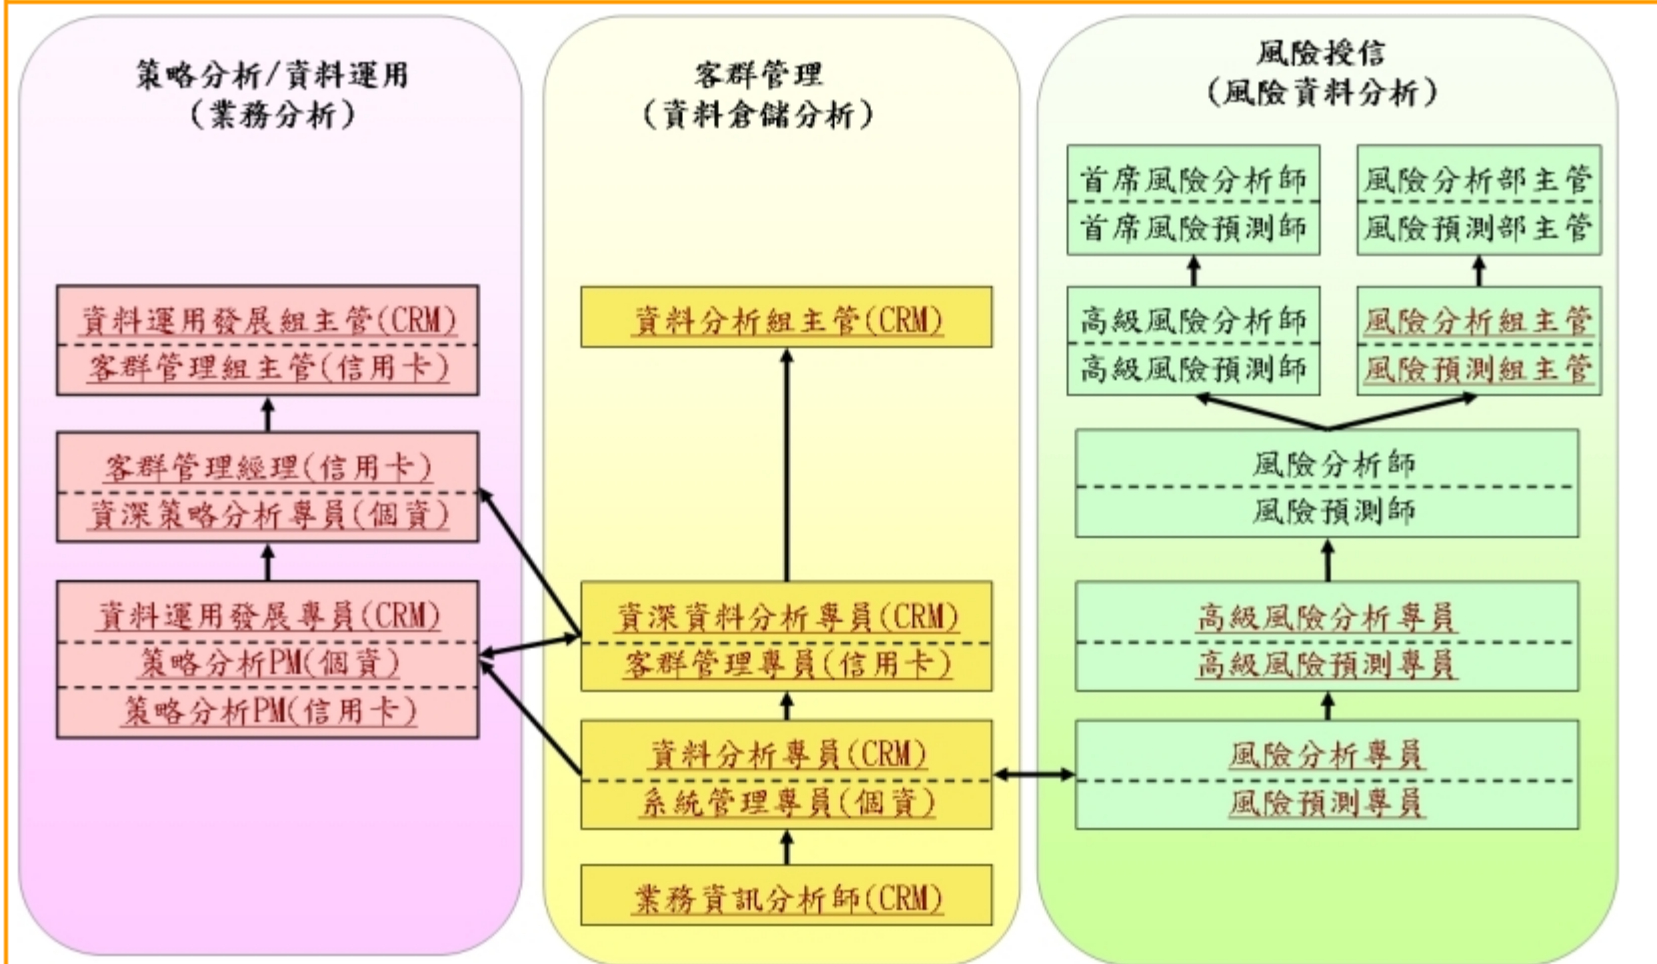 策略分析/資料運用
(業務分析)
資料運用發展組主管(CRM)
客群管理組主管(信用卡)
客群管理經理(信用卡)
資深策略分析專員(個資)
資料運用發展專員(CRM)
策略分析PM(個資)
策略分析PM(信用卡)
客群管理
(資料倉儲分析)
資料分析組主管(CRM)
資深資料分析專員(CRM)
客群管理專員(信用卡)
資料分析專員(CRM)
系統管理專員(個資)
業務資訊分析師(CRM)
風險授信
(風險資料分析)
首席風險分析師
首席風險預測師
風險分析部主管
風險預測部主管
高級風險分析師
高級風險預測師
風險分析組主管
風險預測組主管
風險分析師
風險預測師
高級風險分析專員
高級風險預測專員
風險分析專員
風險預測專員